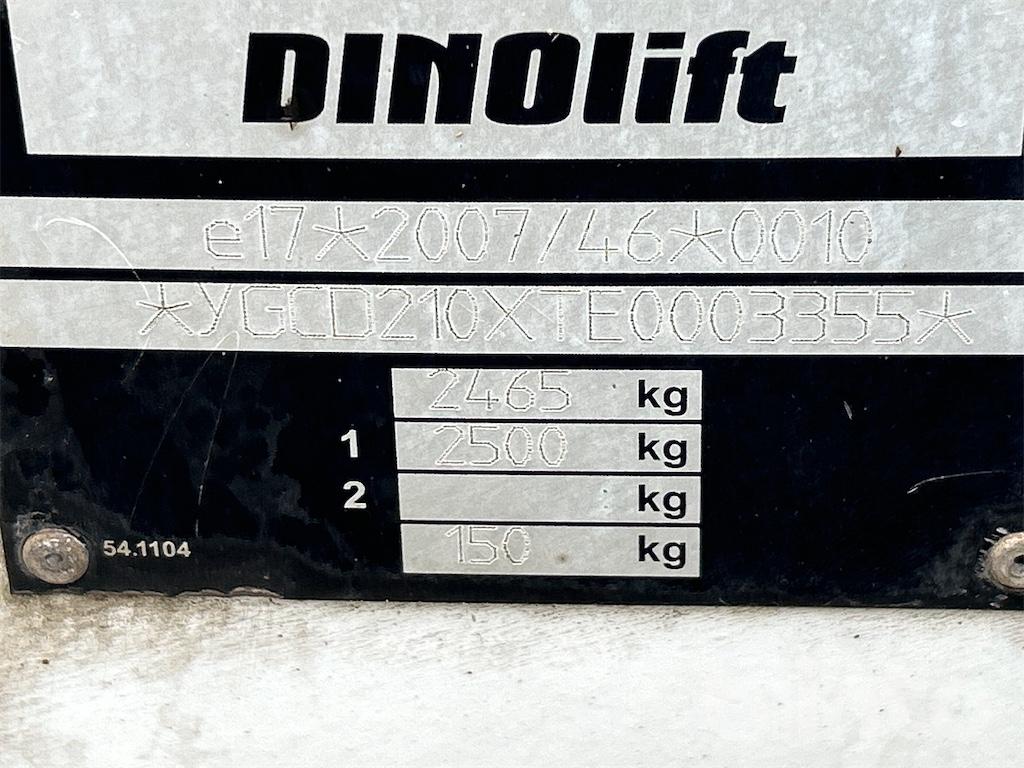 DINOlift
e17*2007/46*0010
*YGCD210XTE0003355*
2465 kg
1 2500 kg
2 kg
150 kg
54.1104